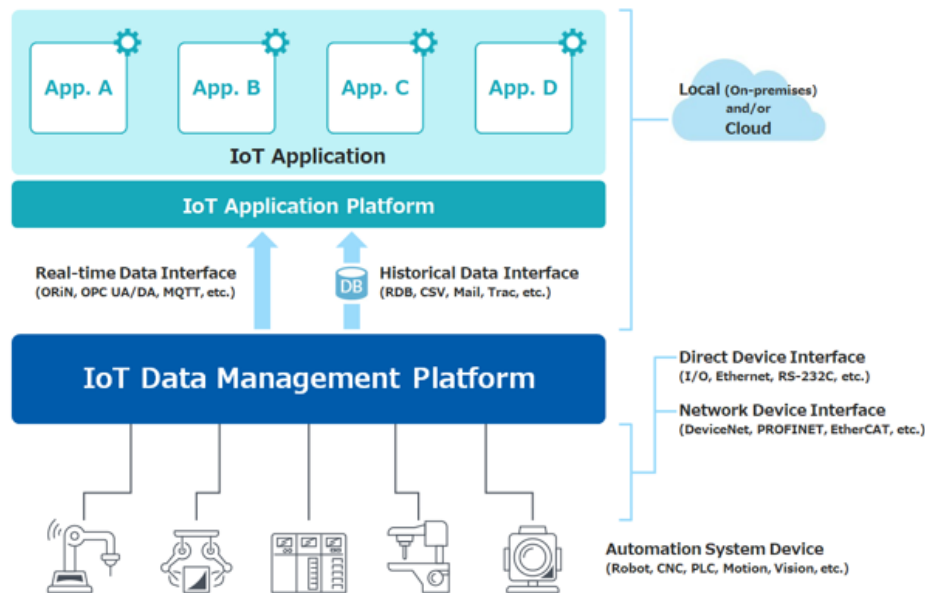 App. A
App. B
App. C
App. D
IoT Application
Local (On-premises)
and/or
Cloud
IoT Application Platform
Real-time Data Interface
(ORiN, OPC UA/DA, MQTT, etc.)
DB
Historical Data Interface
(RDB, CSV, Mail, Trac, etc.)
IoT Data Management Platform
Direct Device Interface
(I/O, Ethernet, RS-232C, etc.)
Network Device Interface
(DeviceNet, PROFINET, EtherCAT, etc.)
Automation System Device
(Robot, CNC, PLC, Motion, Vision, etc.)